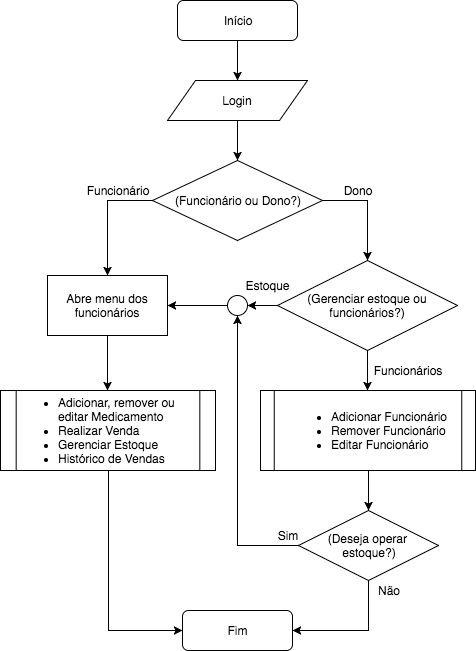 Início
Login
(Funcionário ou Dono?)
Funcionário
Dono
Abre menu dos
funcionários
Estoque
(Gerenciar estoque ou
funcionários?)
Funcionários
• Adicionar, remover ou
editar Medicamento
• Realizar Venda
• Gerenciar Estoque
• Histórico de Vendas
• Adicionar Funcionário
• Remover Funcionário
• Editar Funcionário
Sim
(Deseja operar
estoque?)
Não
Fim